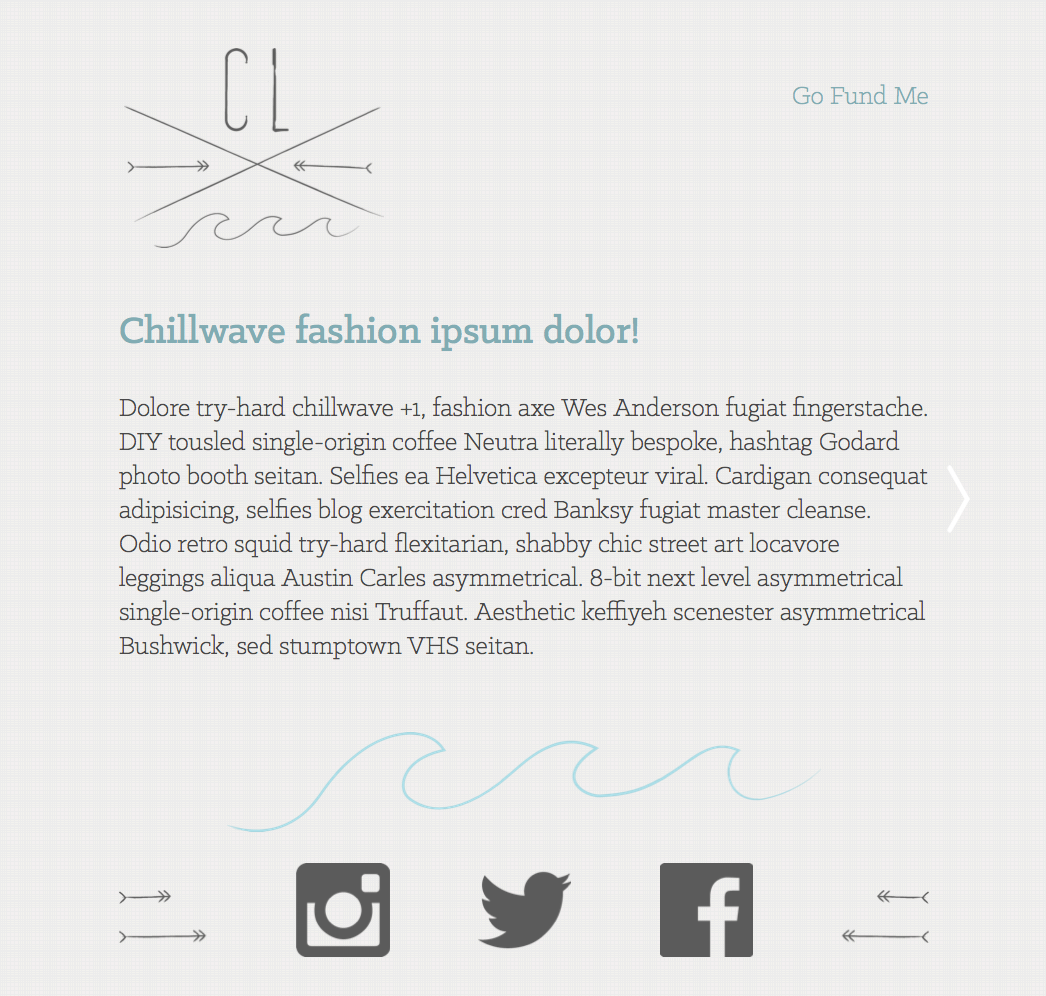 C L
Go Fund Me
Chillwave fashion ipsum dolor!
Dolore try-hard chillwave +1, fashion axe Wes Anderson fugiat fingerstache.
DIY tousled single-origin coffee Neutra literally bespoke, hashtag Godard
photo booth seitan. Selfies ea Helvetica excepteur viral. Cardigan consequat
adipisicing, selfies blog exercitation cred Banksy fugiat master cleanse.
Odio retro squid try-hard flexitarian, shabby chic street art locavore
leggings aliqua Austin Carles asymmetrical. 8-bit next level asymmetrical
single-origin coffee nisi Truffaut. Aesthetic keffiyeh scenester asymmetrical
Bushwick, sed stumptown VHS seitan.